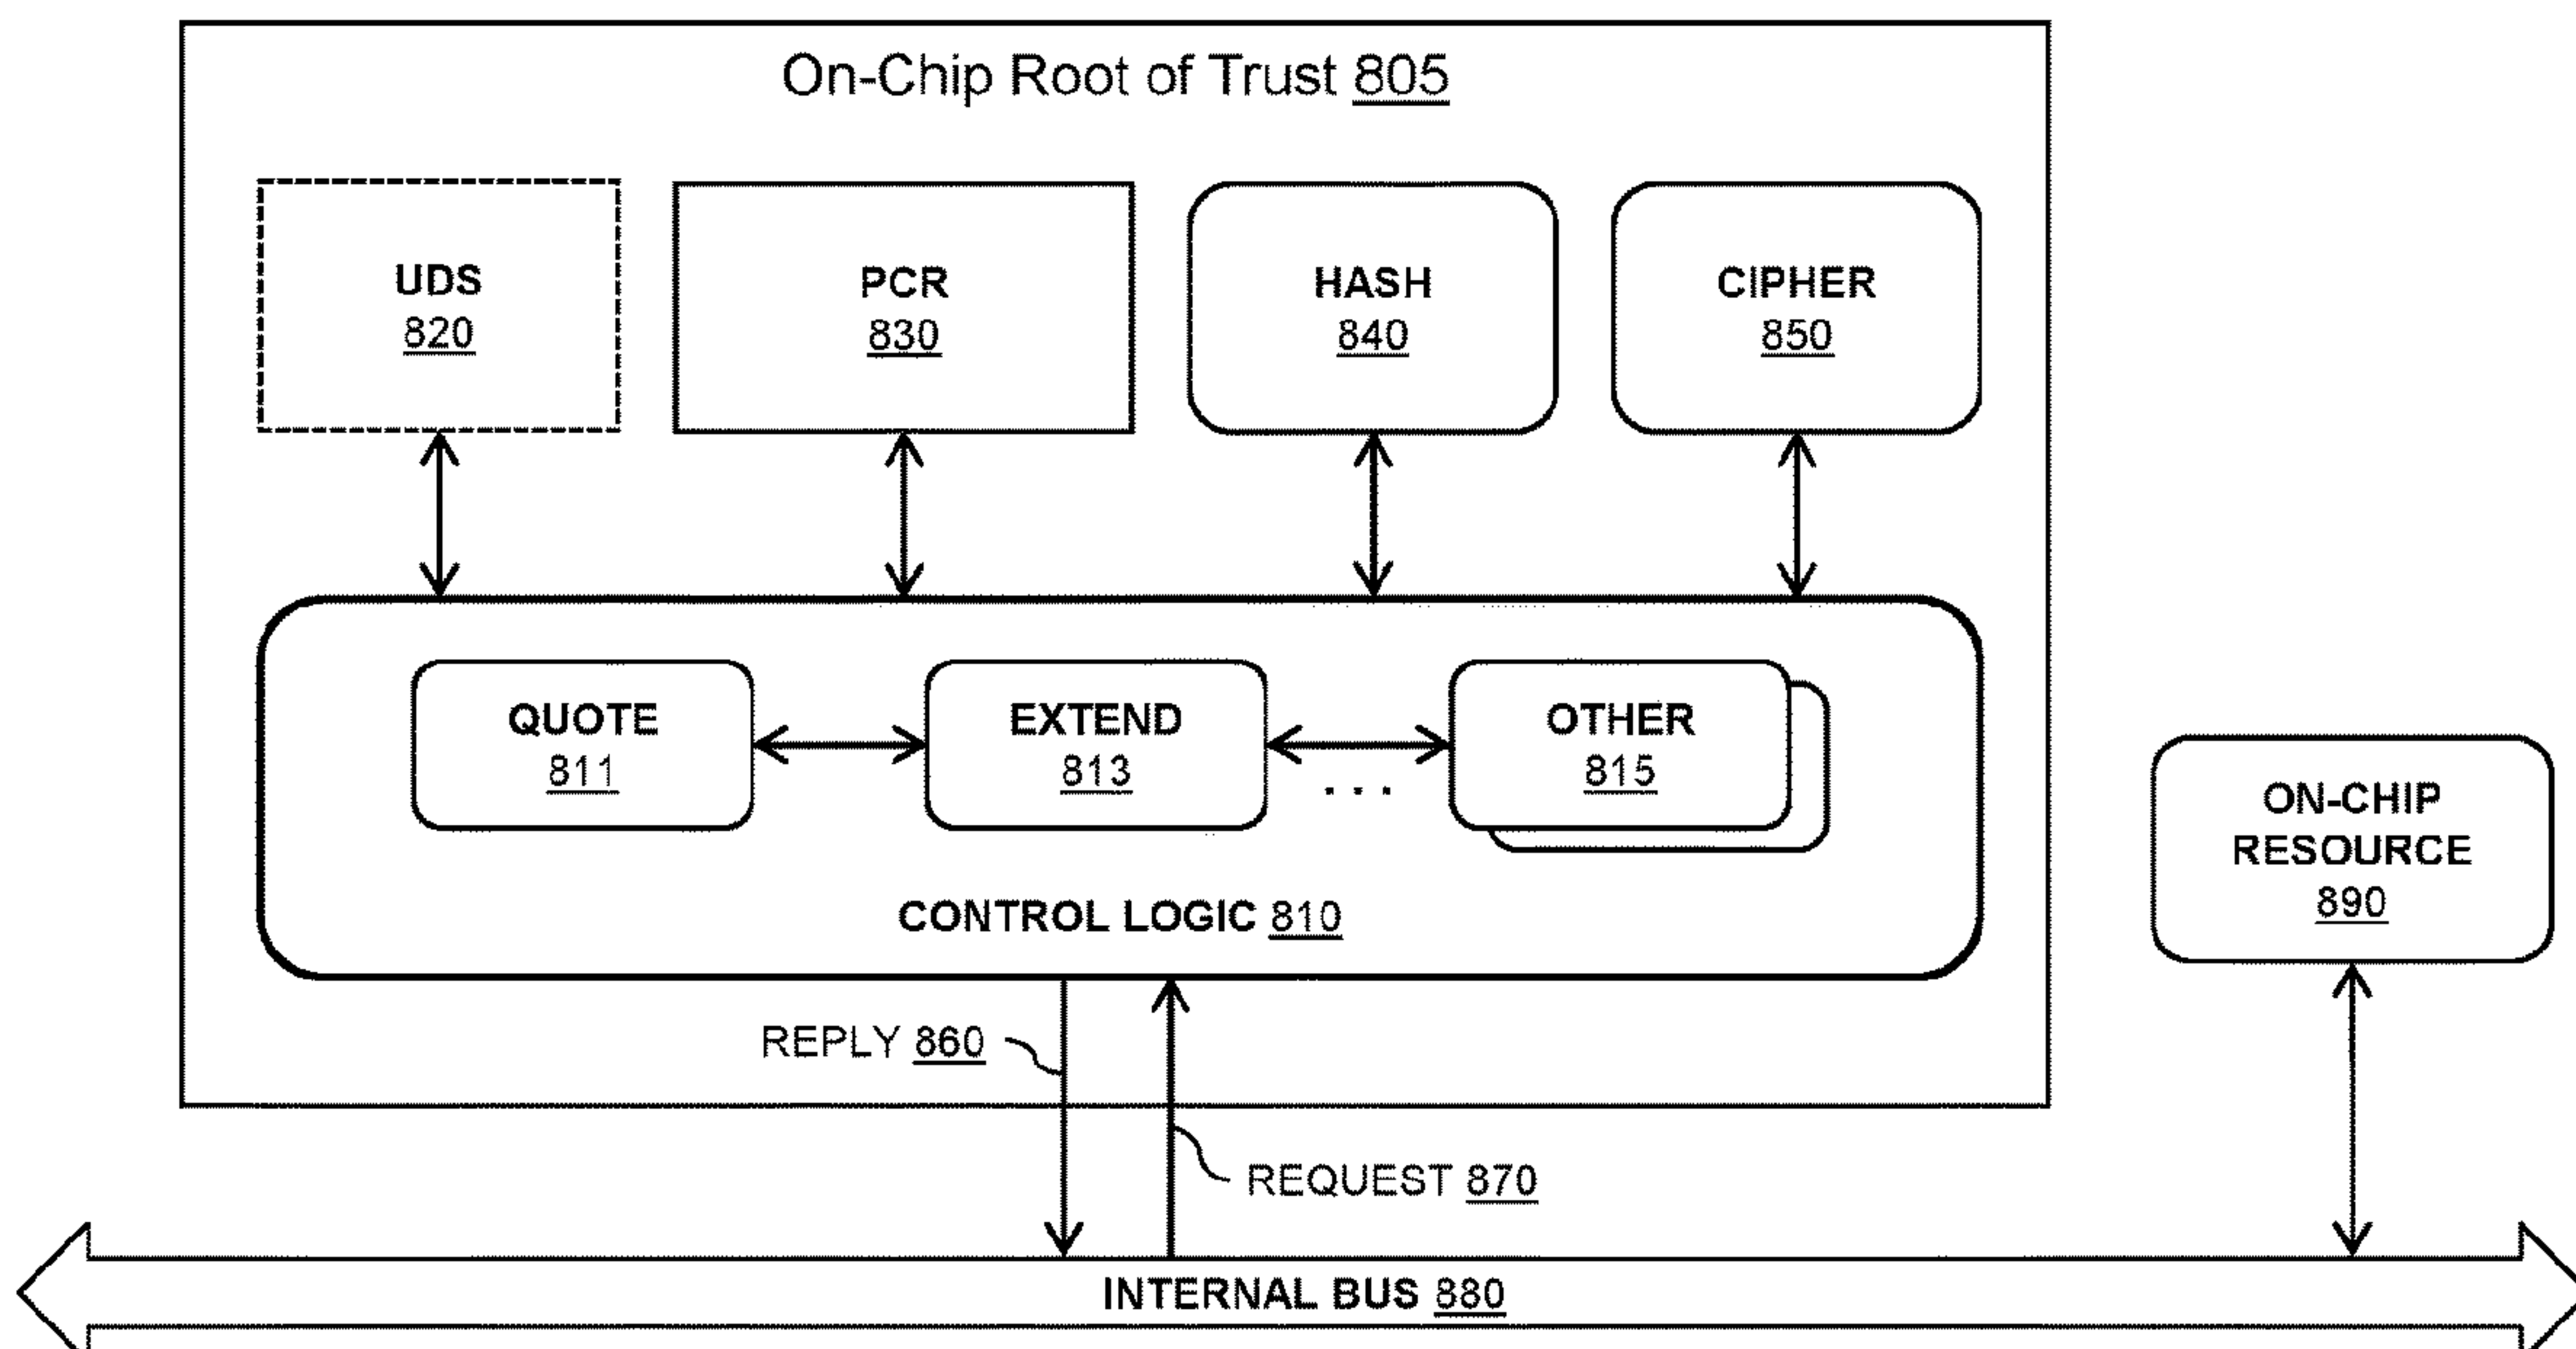 On-Chip Root of Trust 805
UDS
820
PCR
830
HASH
840
CIPHER
850
QUOTE
811
EXTEND
813
...
OTHER
815
CONTROL LOGIC 810
ON-CHIP
RESOURCE
890
REPLY 860
REQUEST 870
INTERNAL BUS 880